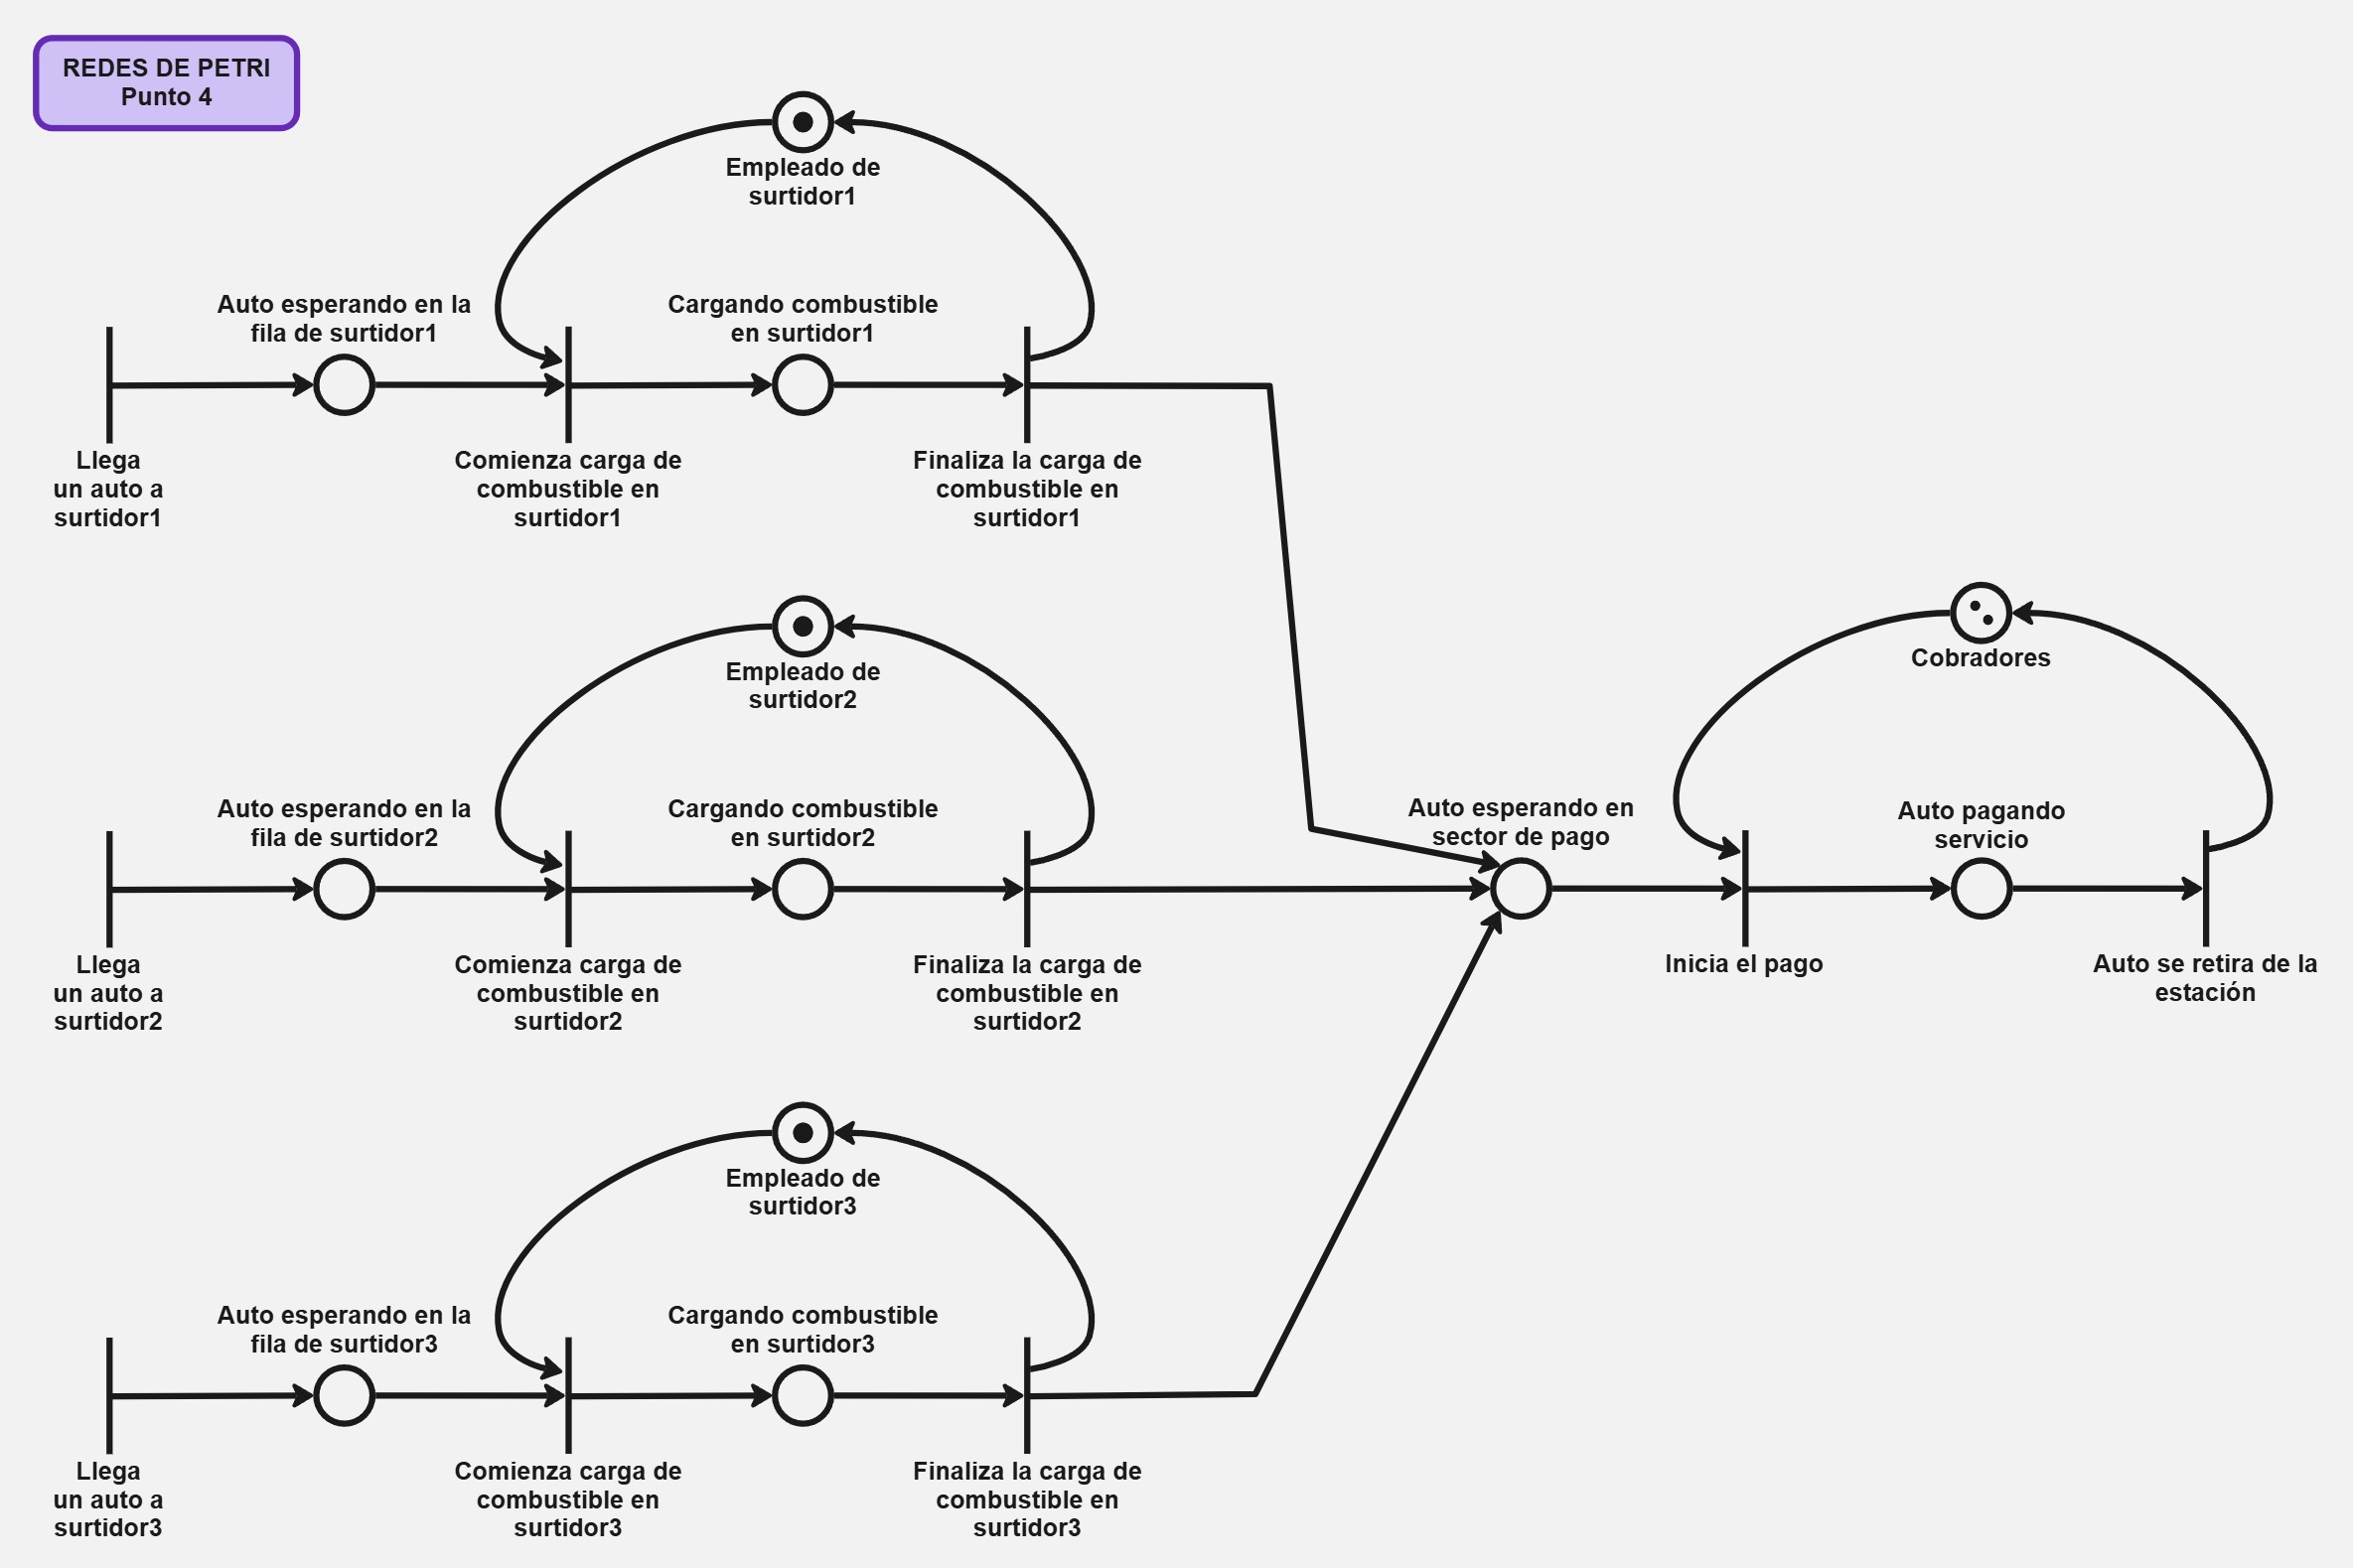 REDES DE PETRI
Punto 4
Empleado de
surtidor1
Auto esperando en la
fila de surtidor1
Cargando combustible
en surtidor1
Llega
un auto a
surtidor1
Comienza carga de
combustible en
surtidor1
Finaliza la carga de
combustible en
surtidor1
Empleado de
surtidor2
Auto esperando en la
fila de surtidor2
Cargando combustible
en surtidor2
Llega
un auto a
surtidor2
Comienza carga de
combustible en
surtidor2
Finaliza la carga de
combustible en
surtidor2
Cobradores
Auto esperando en
sector de pago
Auto pagando
servicio
Inicia el pago
Auto se retira de la
estación
Empleado de
surtidor3
Auto esperando en la
fila de surtidor3
Cargando combustible
en surtidor3
Llega
un auto a
surtidor3
Comienza carga de
combustible en
surtidor3
Finaliza la carga de
combustible en
surtidor3